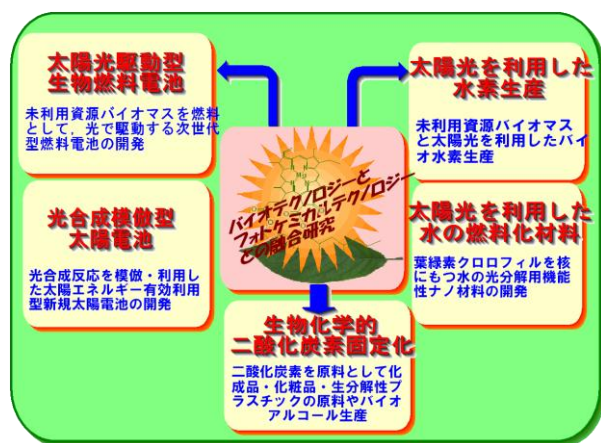 太陽光駆動型
生物燃料電池
未利用資源バイオマスを燃料
として，光で駆動する次世代
型燃料電池の開発
太陽光を利用した
水素生産
未利用資源バイオマス
と太陽光を利用したバイ
オ水素生産
Mg
バイオテクノロジーと
フォトケミカルテクノロジー
との融合研究
光合成模倣型
太陽電池
光合成反応を模倣・利用し
た太陽エネルギー有効利用
型新規太陽電池の開発
太陽光を利用した
水の燃料化材料
葉緑素クロロフィルを核
にもつ水の光分解用機能
性ナノ材料の開発
生物化学的
二酸化炭素固定化
二酸化炭素を原料として化
成品・化粧品・生分解性プ
ラスチックの原料やバイオ
アルコール生産